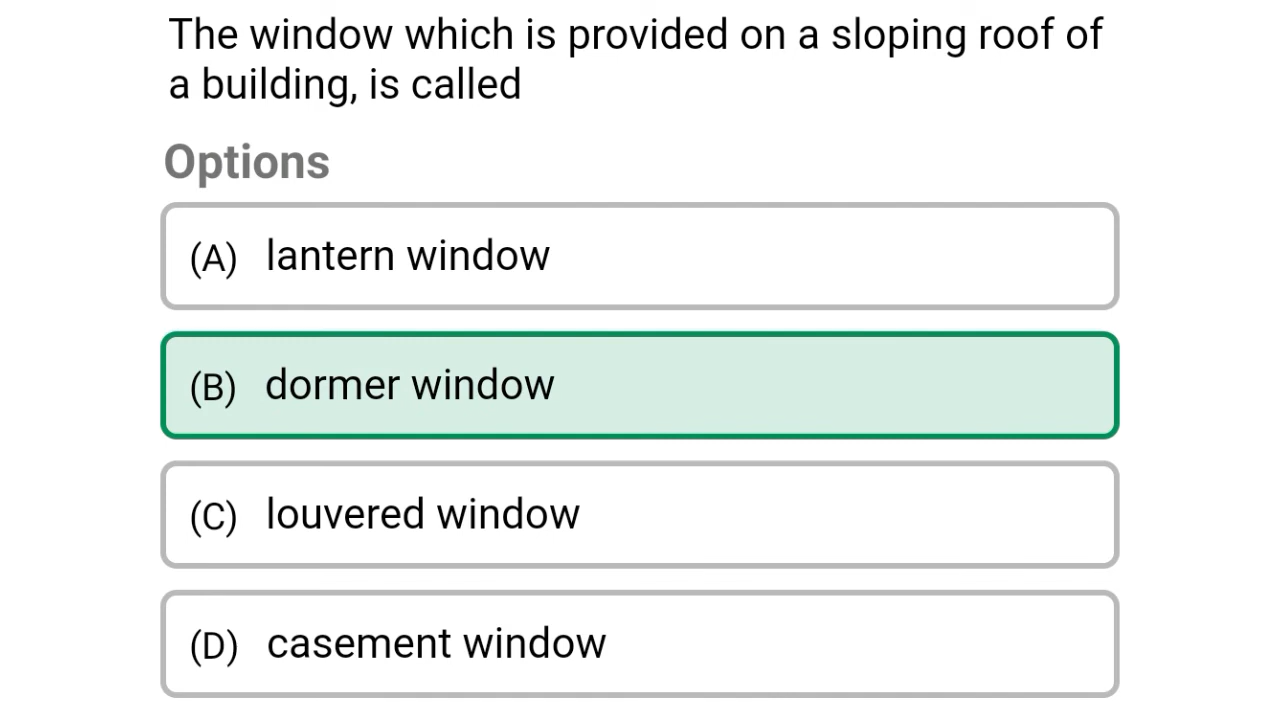 The window which is provided on a sloping roof of
a building, is called
Options
(A) lantern window
(B) dormer window
(C) louvered window
(D) casement window